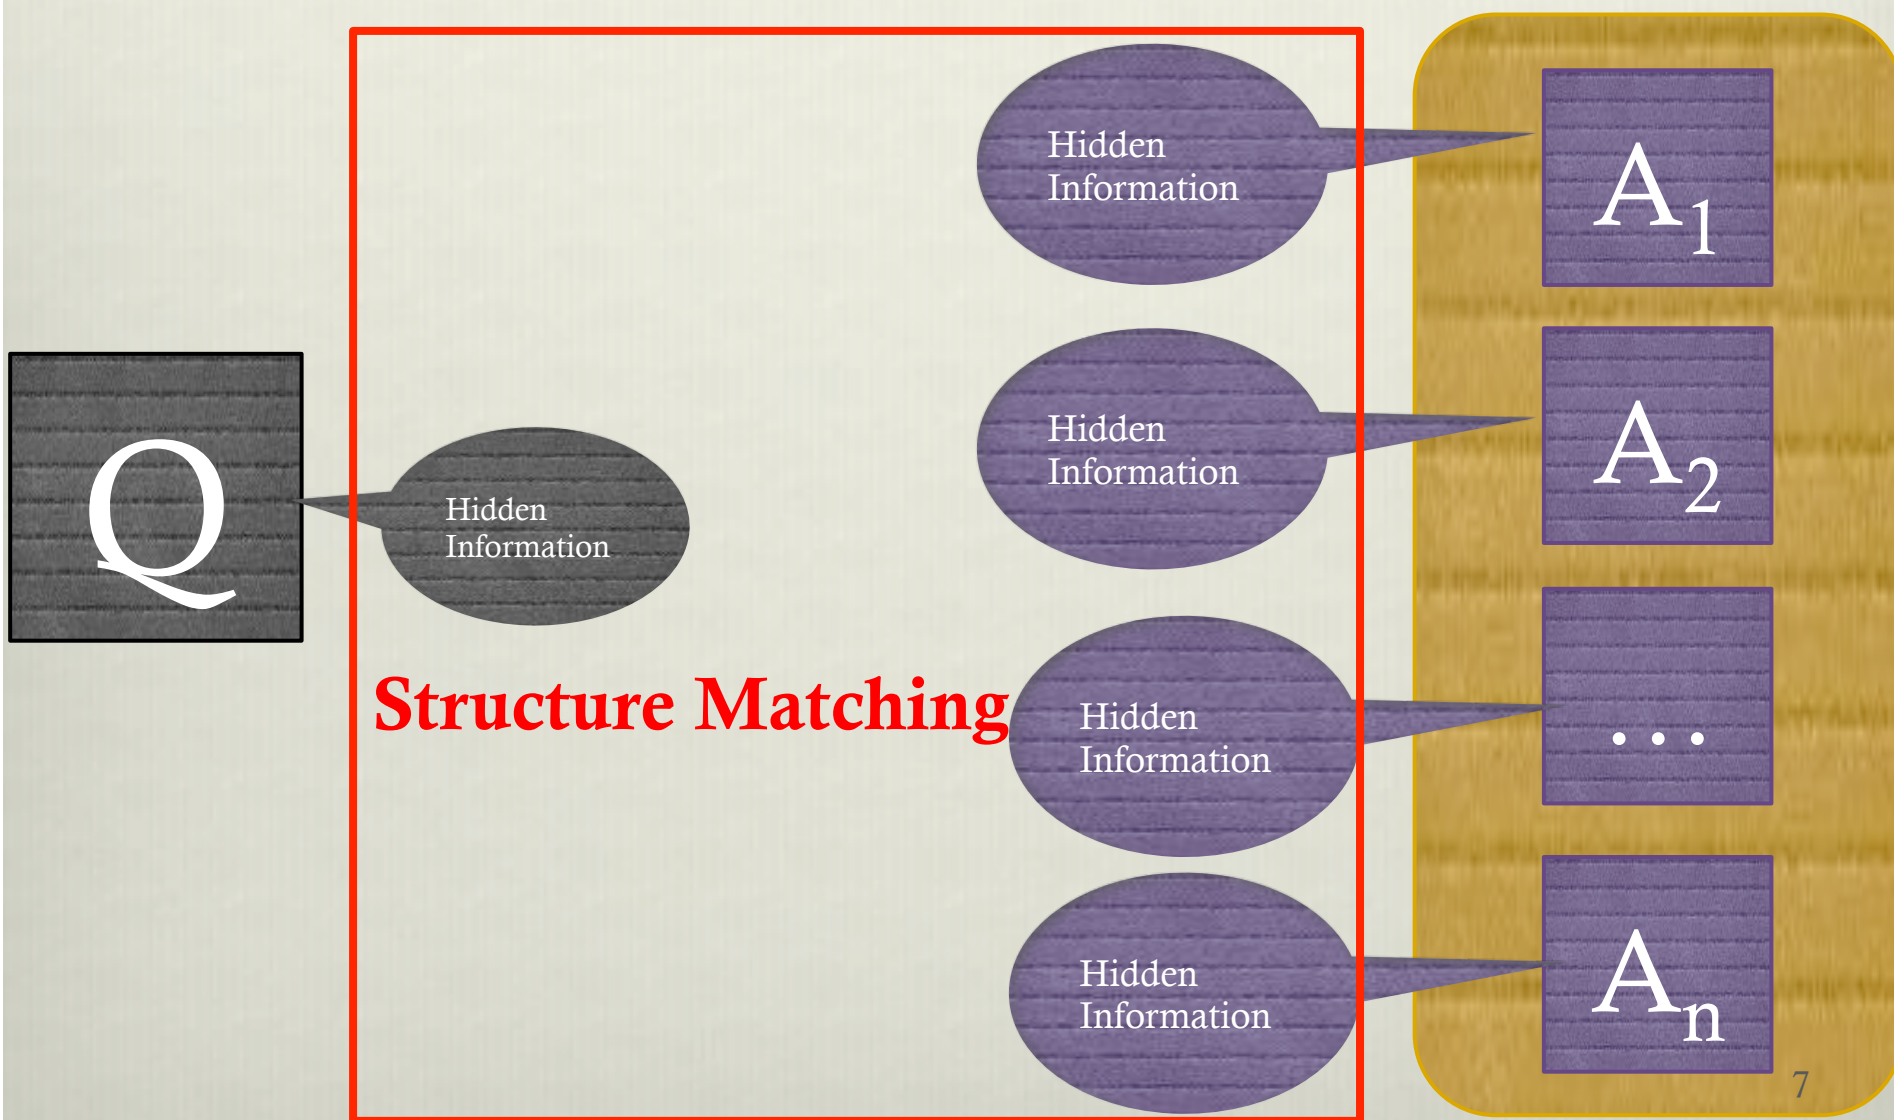 Hidden
Information
A1
Hidden
Information
A2
Q
Hidden
Information
Structure Matching
Hidden
Information
...
Hidden
Information
An
7